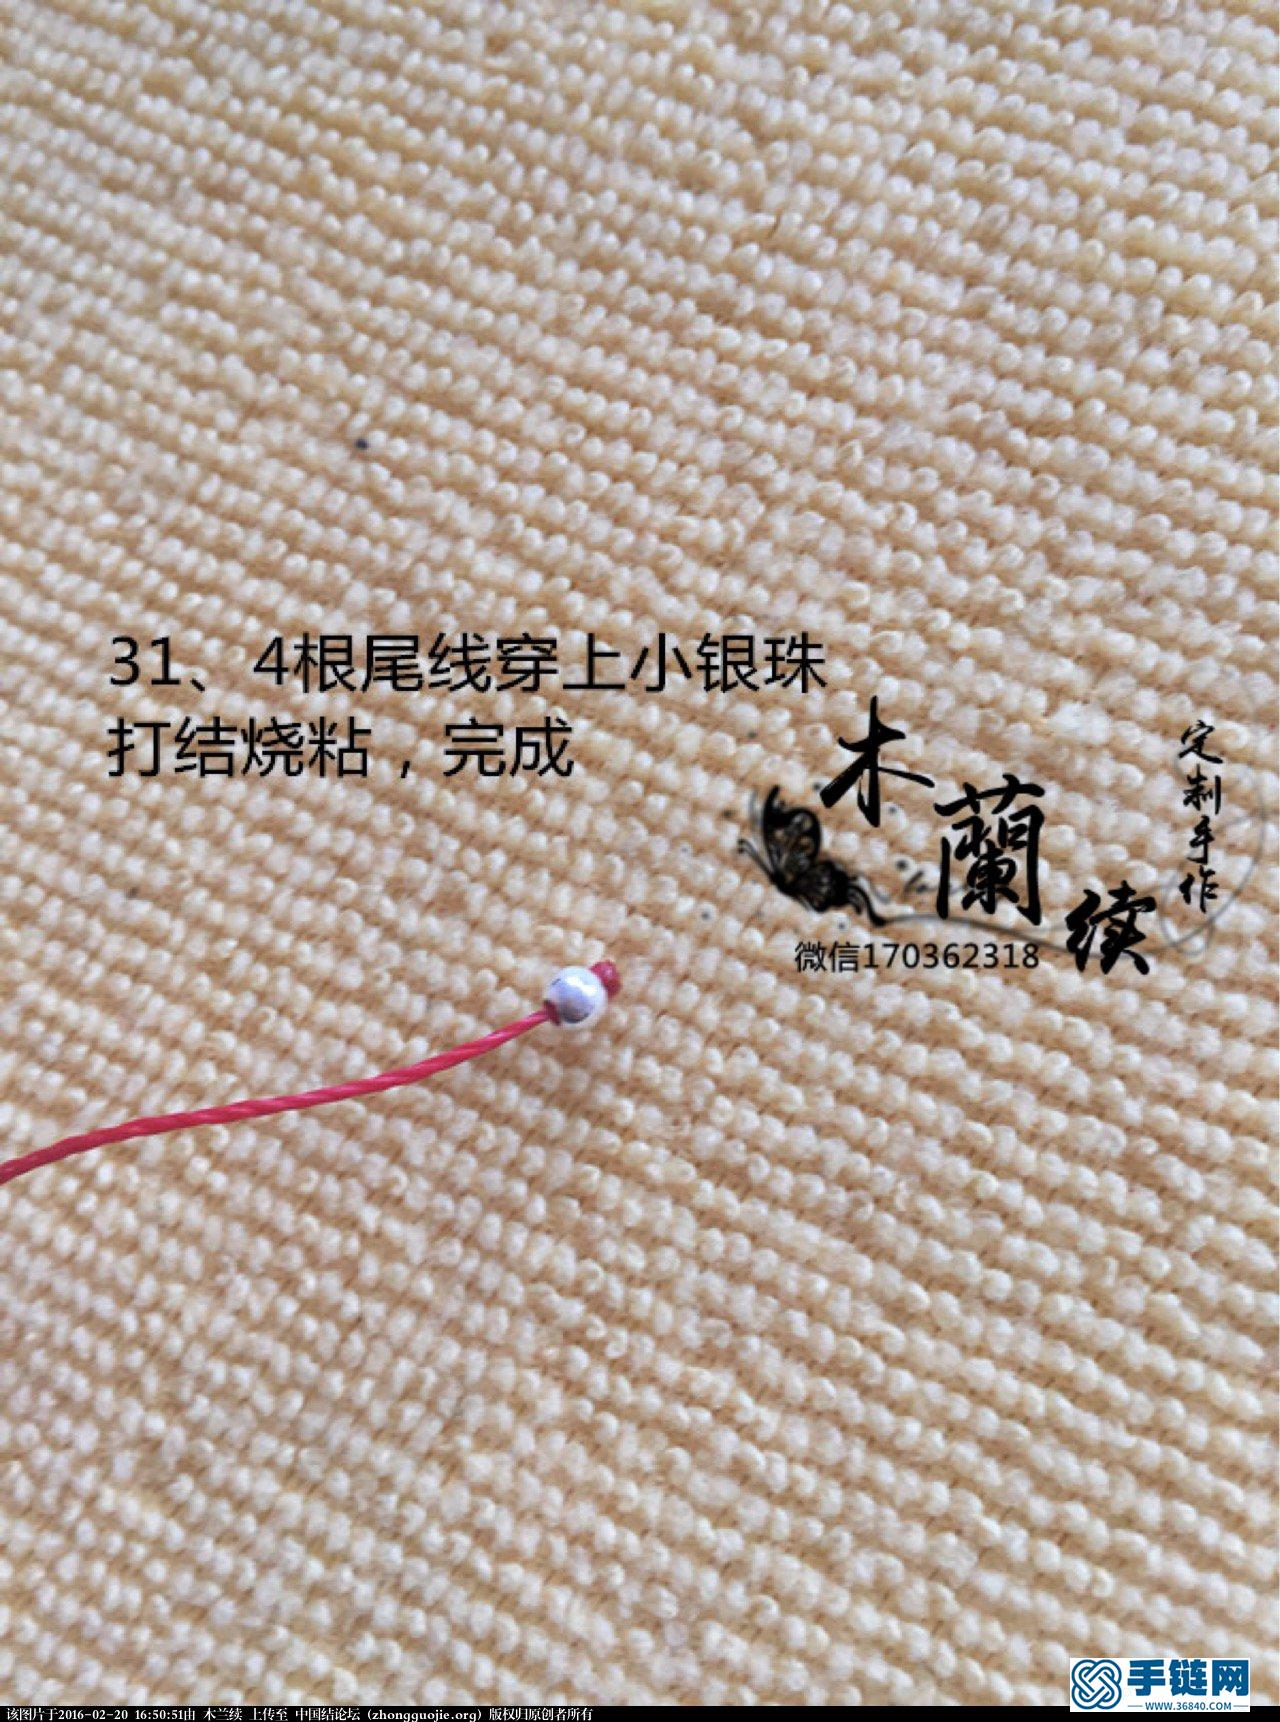 31、4根尾线穿上小银珠
打结烧粘，完成
木
蘭
续
定制手作
微信170362318
手链网
WWW.36840.COM
该图片于2016-02-20 16:50:51由 木兰续 上传至 中国结论坛 (zhongguojie.org) 版权归原创者所有